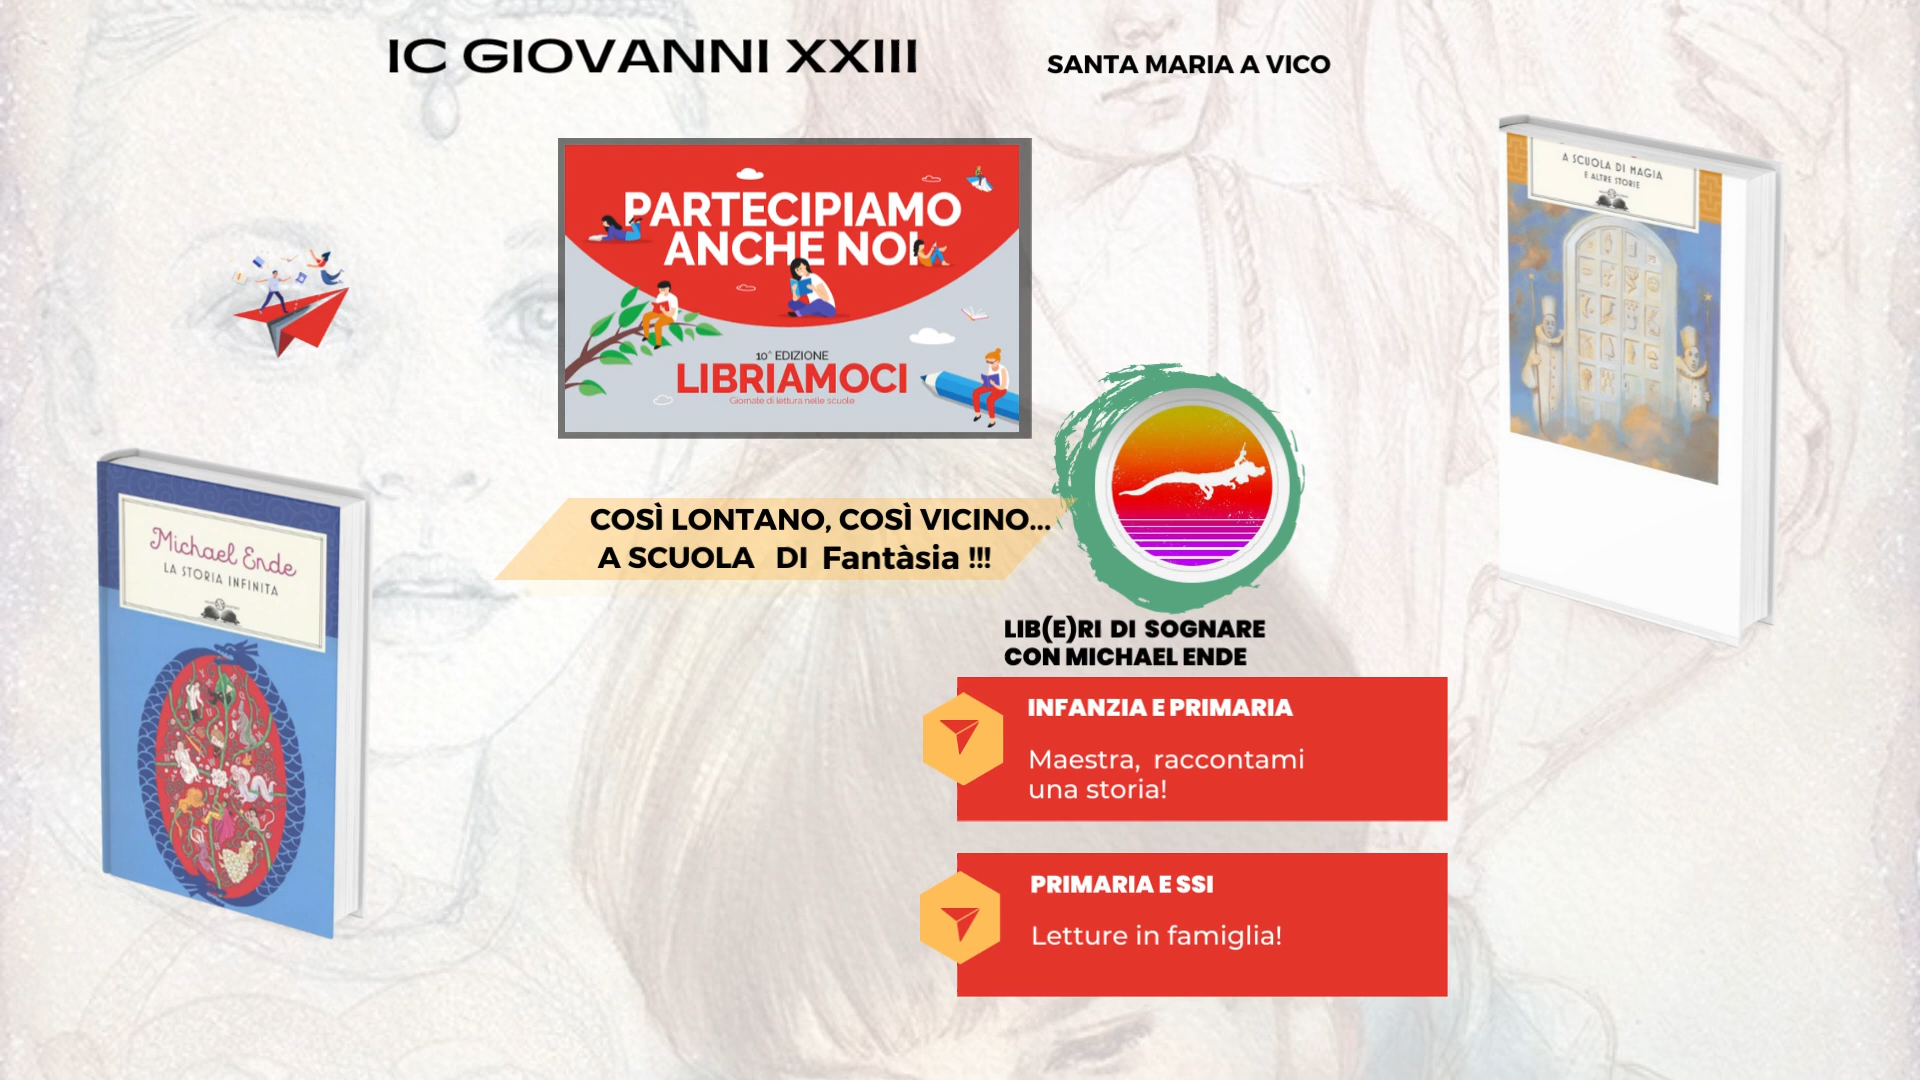 IC GIOVANNI XXIII
SANTA MARIA A VICO
PARTECIPIAMO
ANCHE NOI
10^ EDIZIONE
LIBRIAMOCI
Giornate di lettura nelle scuole
A SCUOLA DI MAGIA
E ALTRE STORIE
Michael Ende
LA STORIA INFINITA
COSÌ LONTANO, COSÌ VICINO...
A SCUOLA DI Fantàsia !!!
LIB(E)RI DI SOGNARE
CON MICHAEL ENDE
INFANZIA E PRIMARIA
Maestra, raccontami
una storia!
PRIMARIA E SSI
Letture in famiglia!